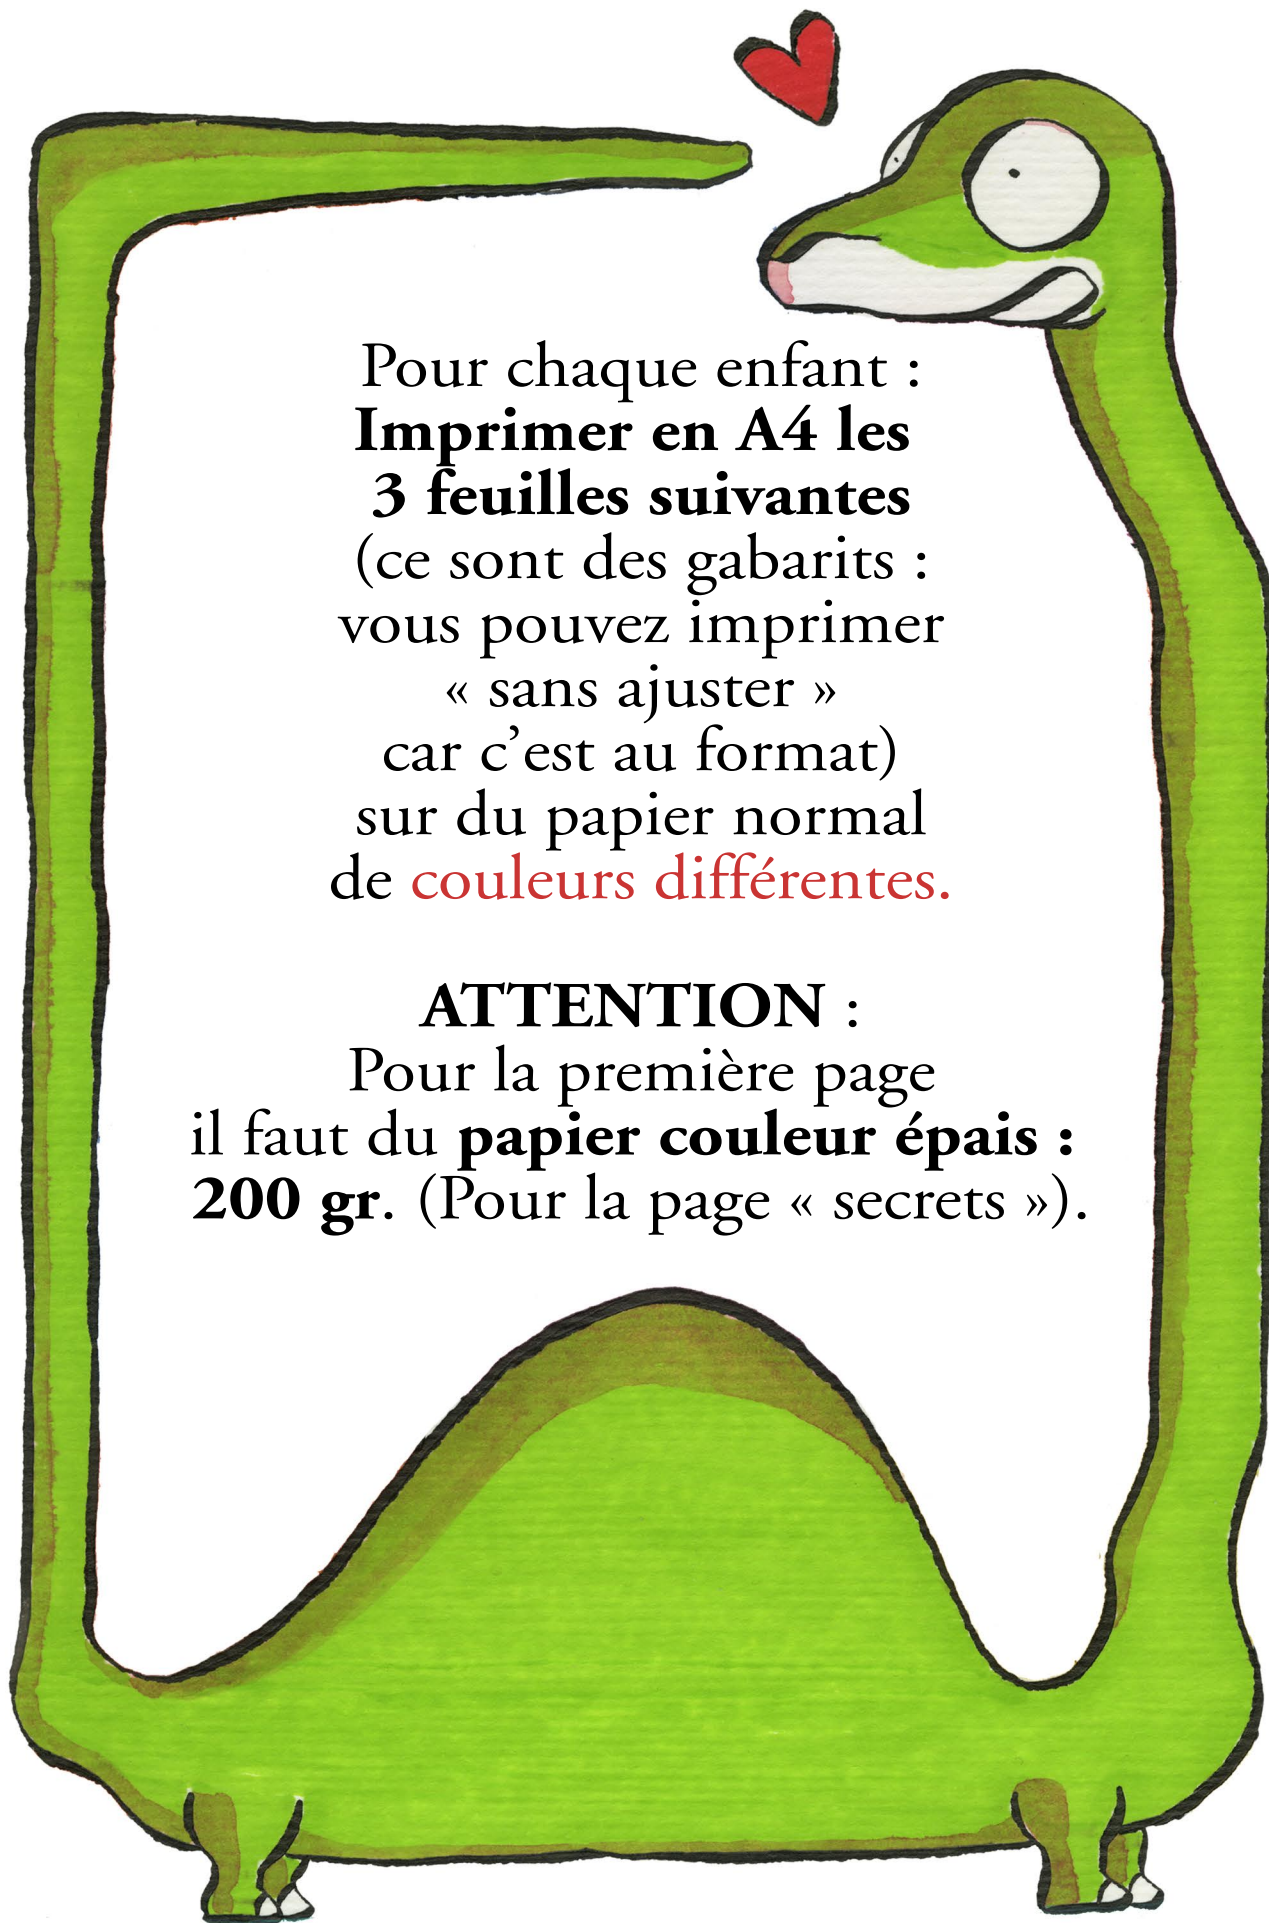 Pour chaque enfant :
Imprimer en A4 les
3 feuilles suivantes
(ce sont des gabarits :
vous pouvez imprimer
« sans ajuster »
car c’est au format)
sur du papier normal
de couleurs différentes.
ATTENTION :
Pour la première page
il faut du papier couleur épais :
200 gr. (Pour la page « secrets »).